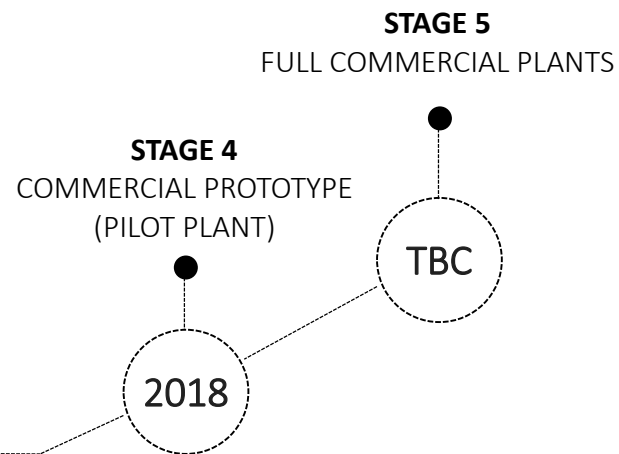 STAGE 5
FULL COMMERCIAL PLANTS
STAGE 4
COMMERCIAL PROTOTYPE
(PILOT PLANT)
TBC
2018